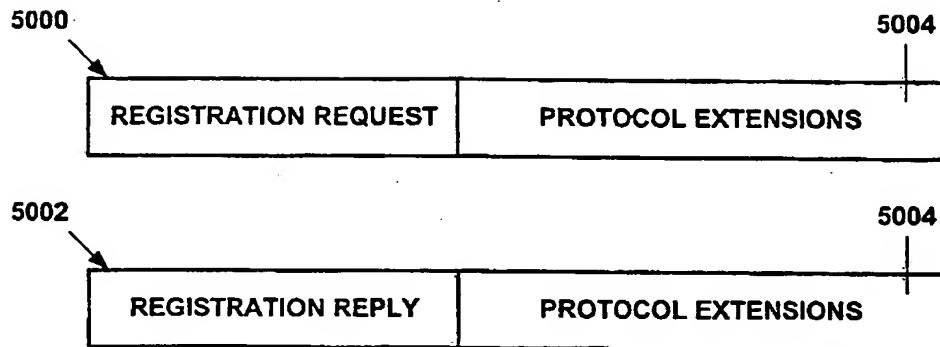 5000 5004
REGISTRATION REQUEST PROTOCOL EXTENSIONS
5002 5004
REGISTRATION REPLY PROTOCOL EXTENSIONS